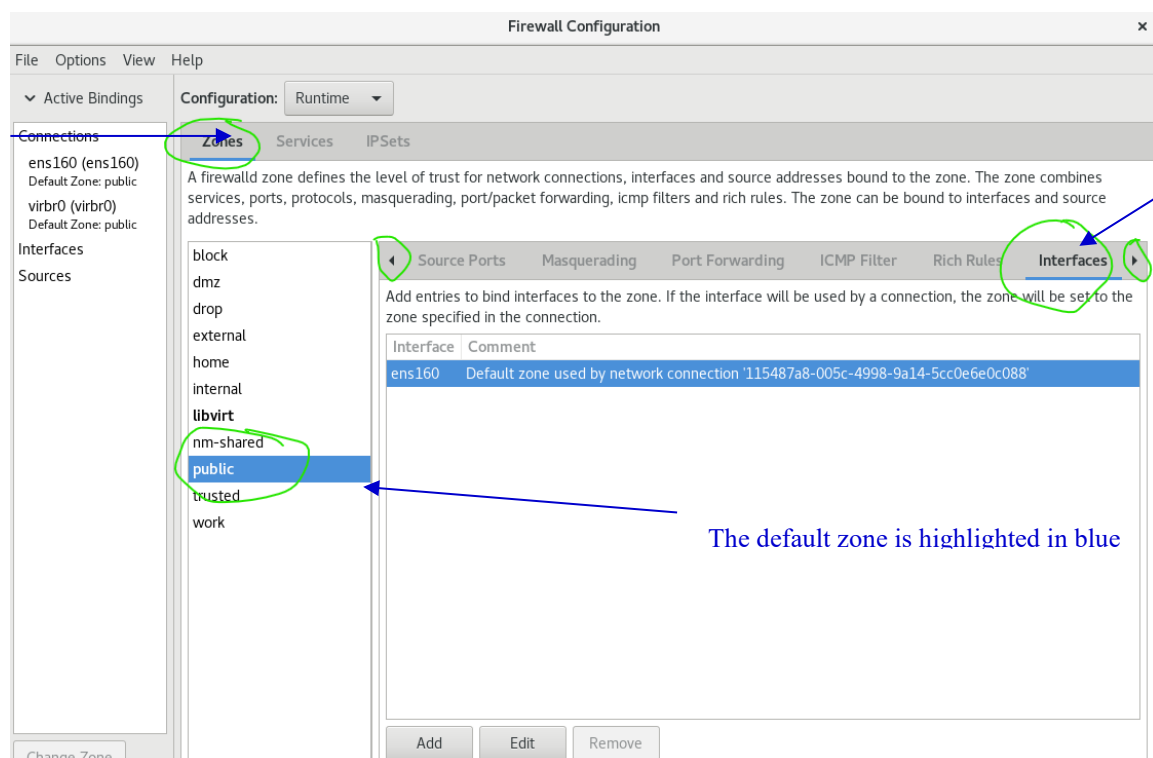 Firewall Configuration ×
File Options View Help
Active Bindings
Configuration: Runtime
Connections
ens160 (ens160)
Default Zone: public
virbr0 (virbr0)
Default Zone: public
Interfaces
Sources
Zones Services IPSets
A firewalld zone defines the level of trust for network connections, interfaces and source addresses bound to the zone. The zone combines
services, ports, protocols, masquerading, port/packet forwarding, icmp filters and rich rules. The zone can be bound to interfaces and source
addresses.
block
dmz
drop
external
home
internal
libvirt
nm-shared
public
trusted
work
Source Ports Masquerading Port Forwarding ICMP Filter Rich Rules Interfaces
Add entries to bind interfaces to the zone. If the interface will be used by a connection, the zone will be set to the
zone specified in the connection.
Interface Comment
ens160 Default zone used by network connection '115487a8-005c-4998-9a14-5cc0e6e0c088'
The default zone is highlighted in blue
Add Edit Remove
Change Zone